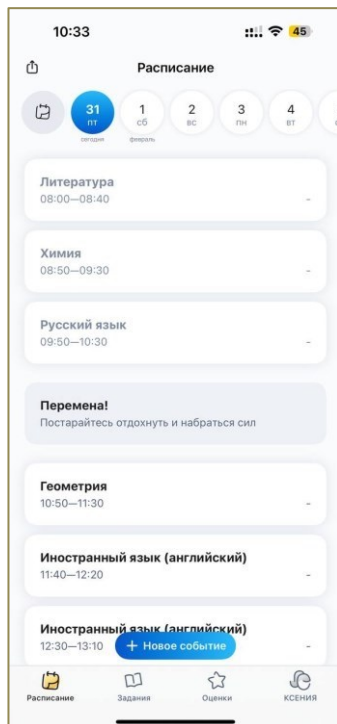 10:33
45
Расписание
31
пт
сегодня
1
сб
февраль
2
вс
3
пн
4
вт
Литература
08:00—08:40
-
Химия
08:50—09:30
-
Русский язык
09:50—10:30
-
Перемена!
Постарайтесь отдохнуть и набраться сил
Геометрия
10:50—11:30
-
Иностранный язык (английский)
11:40—12:20
-
Иностранный язык (английский)
12:30—13:10
-
+ Новое событие
Расписание
Задания
Оценки
КСЕНИЯ